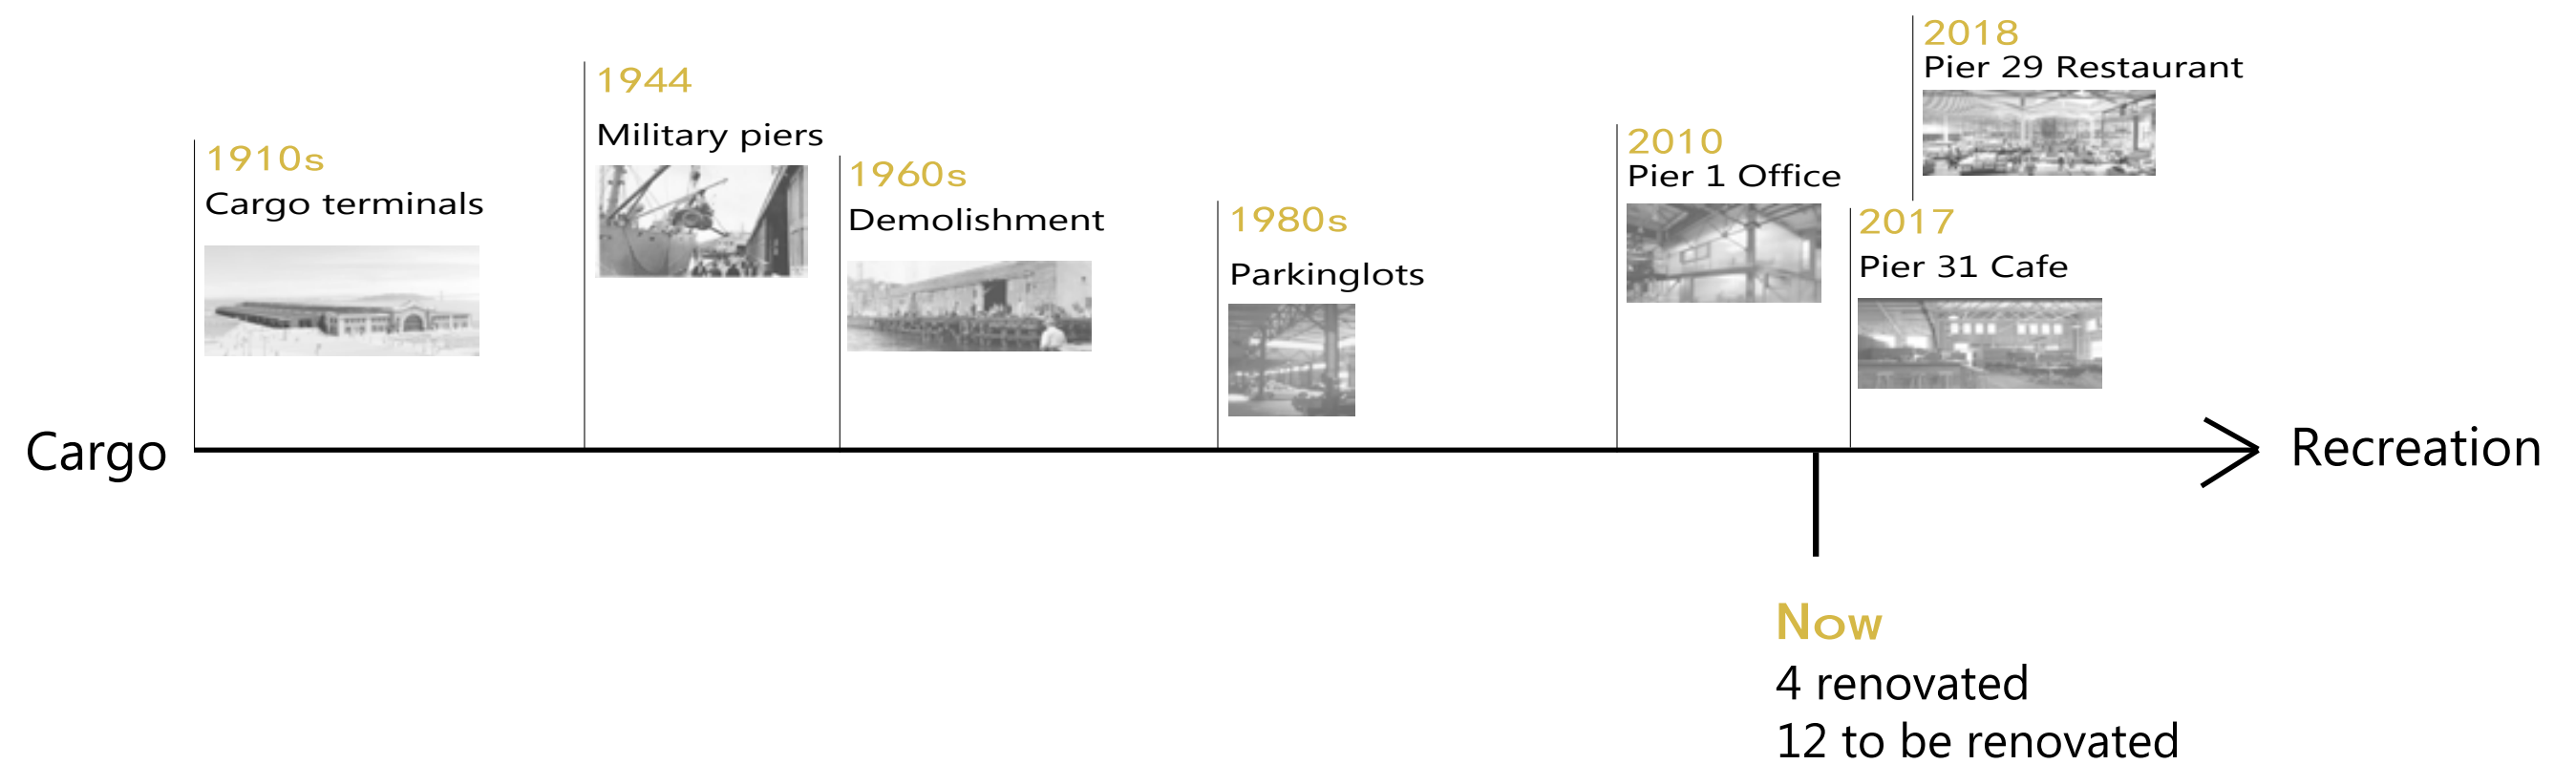 Cargo
1910s
Cargo terminals
1944
Military piers
1960s
Demolishment
1980s
Parkinglots
2010
Pier 1 Office
2017
Pier 31 Cafe
2018
Pier 29 Restaurant
Recreation
Now
4 renovated
12 to be renovated